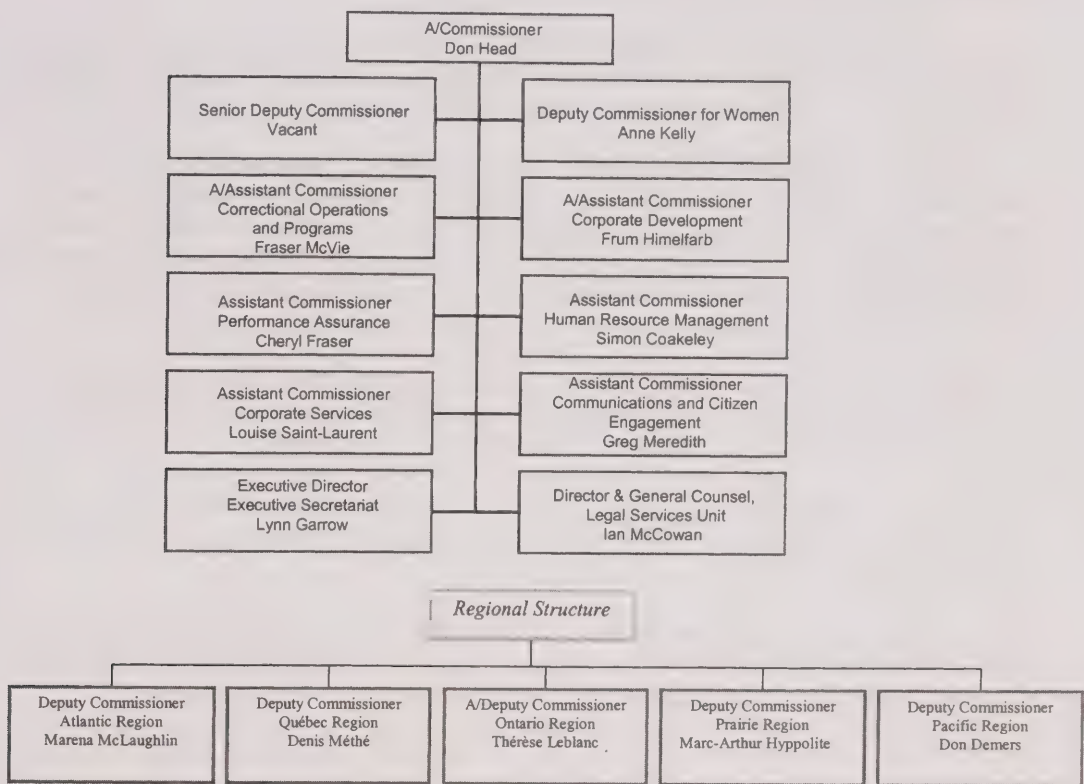 A/Commissioner
Don Head
Senior Deputy Commissioner
Vacant
Deputy Commissioner for Women
Anne Kelly
A/Assistant Commissioner
Correctional Operations
and Programs
Fraser McVie
A/Assistant Commissioner
Corporate Development
Frum Himelfarb
Assistant Commissioner
Performance Assurance
Cheryl Fraser
Assistant Commissioner
Human Resource Management
Simon Coakeley
Assistant Commissioner
Corporate Services
Louise Saint-Laurent
Assistant Commissioner
Communications and Citizen
Engagement
Greg Meredith
Executive Director
Executive Secretariat
Lynn Garrow
Director & General Counsel,
Legal Services Unit
Ian McCowan
Regional Structure
Deputy Commissioner
Atlantic Region
Marena McLaughlin
Deputy Commissioner
Québec Region
Denis Méthé
A/Deputy Commissioner
Ontario Region
Thérèse Leblanc
Deputy Commissioner
Prairie Region
Marc-Arthur Hyppolite
Deputy Commissioner
Pacific Region
Don Demers